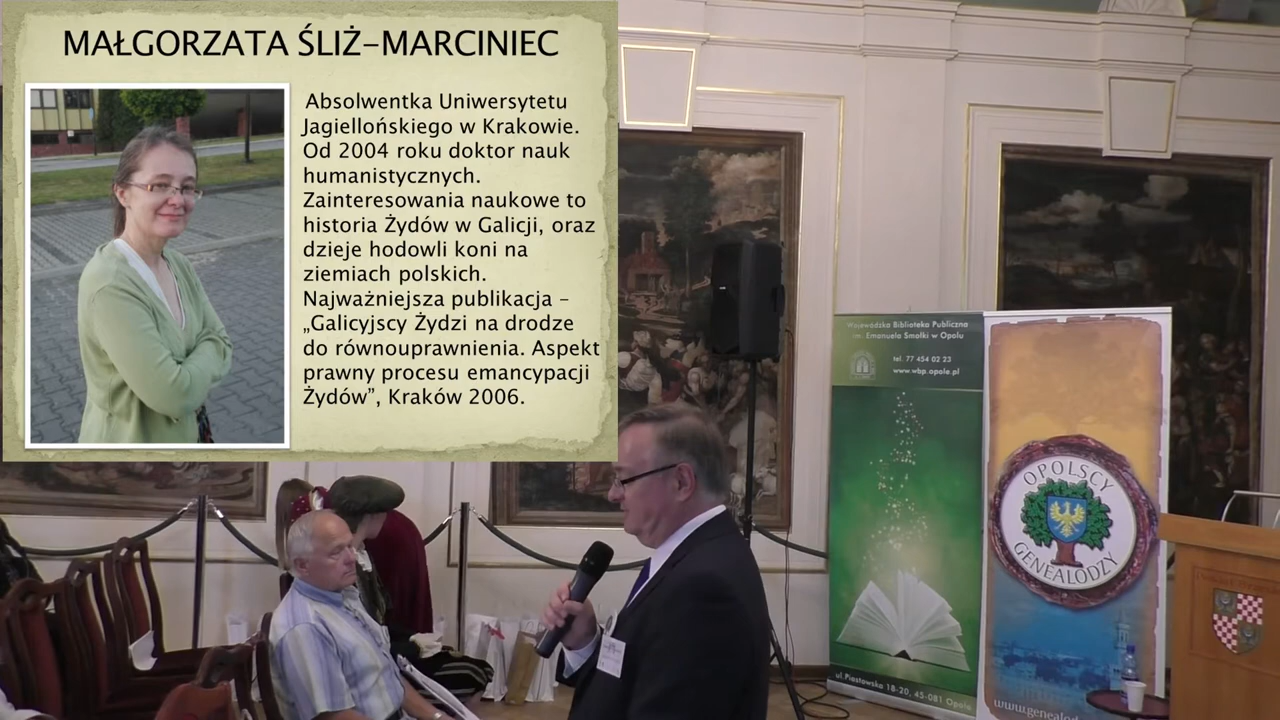 MAŁGORZATA ŚLIŻ-MARCINIEC
Absolwentka Uniwersytetu
Jagiellońskiego w Krakowie.
Od 2004 roku doktor nauk
humanistycznych.
Zainteresowania naukowe to
historia Żydów w Galicji, oraz
dzieje hodowli koni na
ziemiach polskich.
Najważniejsza publikacja –
„Galicyjscy Żydzi na drodze
do równouprawnienia. Aspekt
prawny procesu emancypacji
Żydów”, Kraków 2006.
Wojewódzka Biblioteka Publiczna
im. Emanuela Smołki w Opolu
tel. 77 454 02 23
www.wbp.opole.pl
ul.Piastowska 18-20, 45-081 Opole
OPOLSCY
GENEALODZY
www.genealod